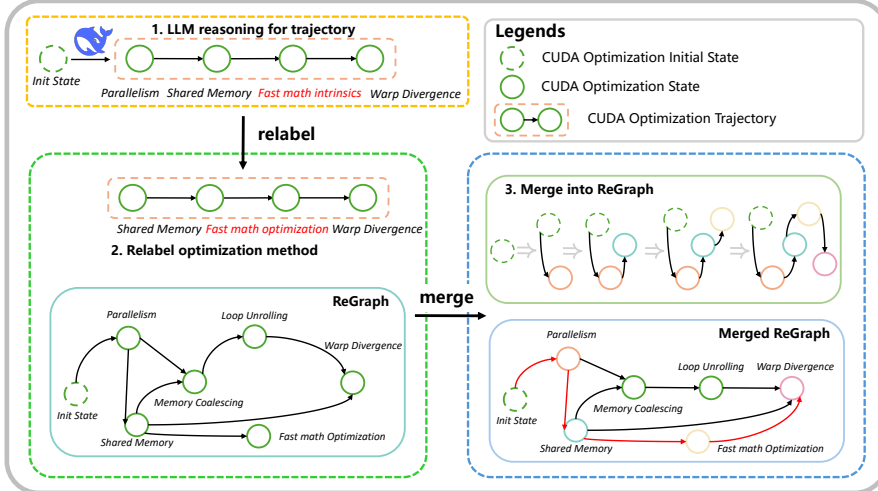 1. LLM reasoning for trajectory
Init State
Parallelism Shared Memory Fast math intrinsics Warp Divergence
Legends
CUDA Optimization Initial State
CUDA Optimization State
CUDA Optimization Trajectory
relabel
Shared Memory Fast math optimization Warp Divergence
2. Relabel optimization method
ReGraph
Parallelism
Loop Unrolling
Warp Divergence
Init State
Memory Coalescing
Shared Memory
Fast math Optimization
merge
3. Merge into ReGraph
Merged ReGraph
Parallelism
Loop Unrolling
Warp Divergence
Init State
Memory Coalescing
Shared Memory
Fast math Optimization